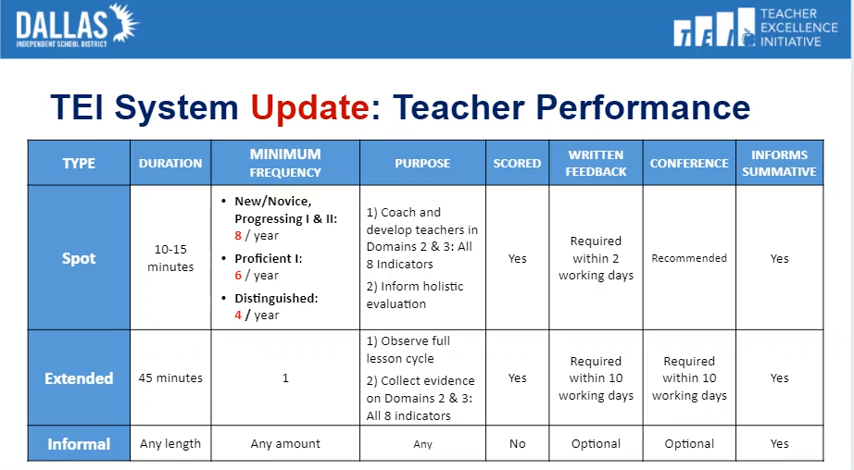 DALLAS
INDEPENDENT SCHOOL DISTRICT
TEI
TEACHER
EXCELLENCE
INITIATIVE
TEI System Update: Teacher Performance
TYPE
DURATION
MINIMUM
FREQUENCY
PURPOSE
SCORED
WRITTEN
FEEDBACK
CONFERENCE
INFORMS
SUMMATIVE
Spot
10-15
minutes
• New/Novice,
Progressing I & II:
8 / year
• Proficient I:
6 / year
• Distinguished:
4 / year
1) Coach and
develop teachers in
Domains 2 & 3: All
8 Indicators
2) Inform holistic
evaluation
Yes
Required
within 2
working days
Recommended
Yes
Extended
45 minutes
1
1) Observe full
lesson cycle
2) Collect evidence
on Domains 2 & 3:
All 8 indicators
Yes
Required
within 10
working days
Required
within 10
working days
Yes
Informal
Any length
Any amount
Any
No
Optional
Optional
Yes